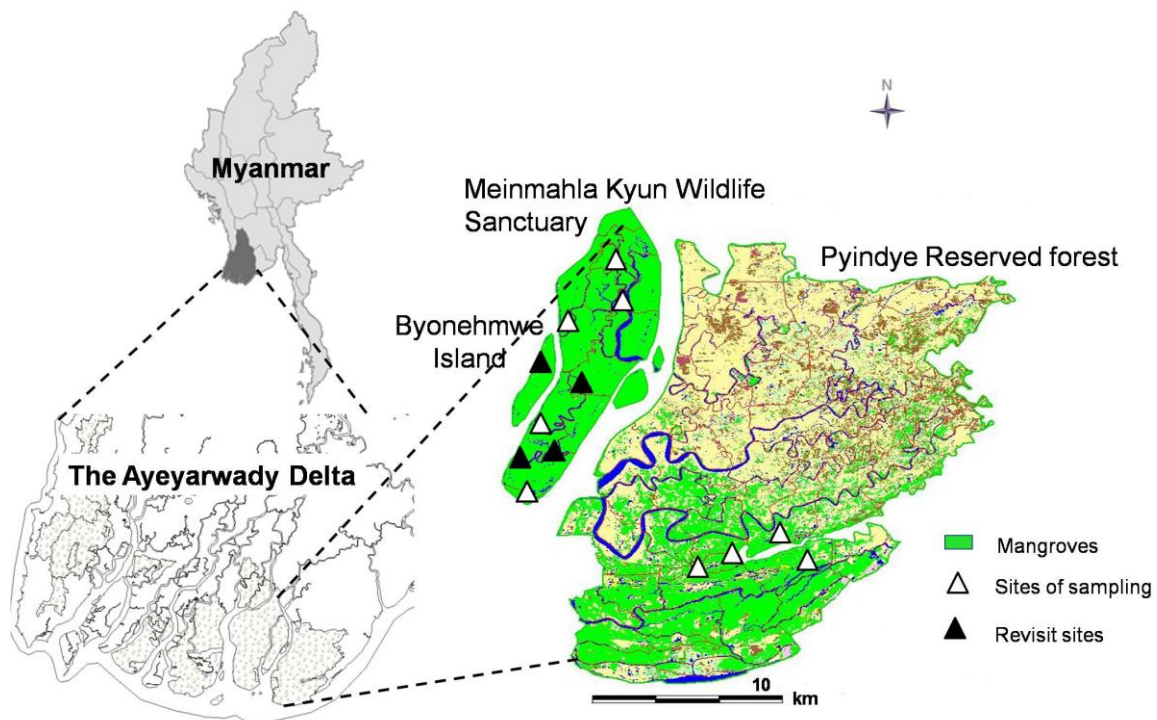 N
Myanmar
Meinmahla Kyun Wildlife
Sanctuary
Pyindye Reserved forest
Byonehmwe
Island
The Ayeyarwady Delta
Mangroves
Sites of sampling
Revisit sites
10
km